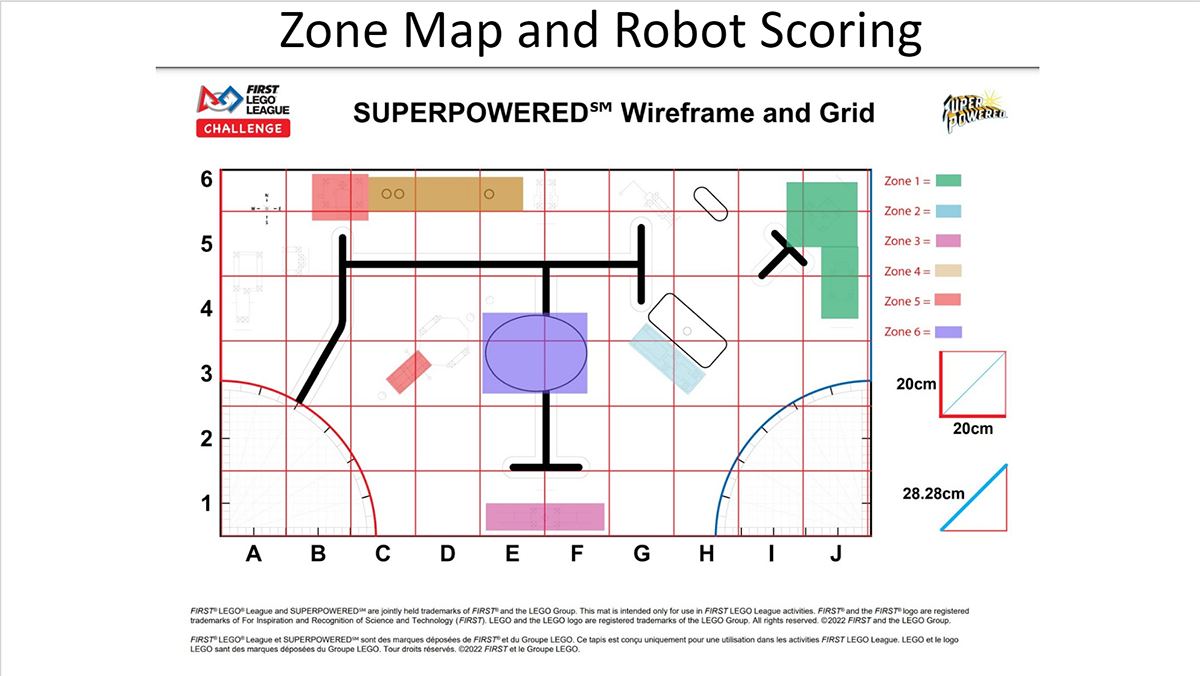 Zone Map and Robot Scoring
FIRST
LEGO
LEAGUE
CHALLENGE
SUPERPOWERED℠ Wireframe and Grid
SUPER
POWERED
6
5
4
3
2
1
A B C D E F G H I J
Zone 1 =
Zone 2 =
Zone 3 =
Zone 4 =
Zone 5 =
Zone 6 =
20cm
20cm
28.28cm
FIRST® LEGO® League and SUPERPOWERED℠ are jointly held trademarks of FIRST® and the LEGO Group. This mat is intended only for use in FIRST LEGO League activities. FIRST® and the FIRST® logo are registered
trademarks of For Inspiration and Recognition of Science and Technology (FIRST). LEGO and the LEGO logo are registered trademarks of the LEGO Group. All rights reserved. ©2022 FIRST and the LEGO Group.
FIRST® LEGO® League et SUPERPOWERED℠ sont des marques déposées de FIRST® et du Groupe LEGO. Ce tapis est conçu uniquement pour une utilisation dans les activities FIRST LEGO League. LEGO et le logo
LEGO sont des marques déposées du Groupe LEGO. Tour droits réservés. ©2022 FIRST et le Groupe LEGO.